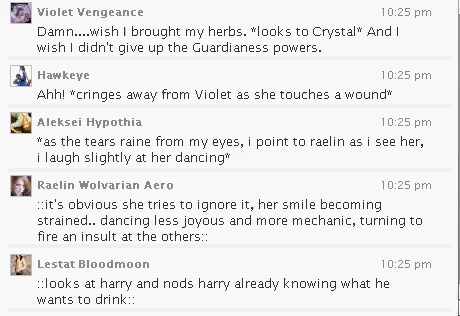 Violet Vengeance 10:25 pm
Damn....wish I brought my herbs. *looks to Crystal* And I
wish I didn't give up the Guardianess powers.
Hawkeye 10:25 pm
Ahh! *cringes away from Violet as she touches a wound*
Aleksei Hypothia 10:25 pm
*as the tears raine from my eyes, i point to raelin as i see her,
i laugh slightly at her dancing*
Raelin Wolvarian Aero 10:25 pm
::it's obvious she tries to ignore it, her smile becoming
strained.. dancing less joyous and more mechanic, turning to
fire an insult at the others::
Lestat Bloodmoon 10:25 pm
::looks at harry and nods harry already knowing what he
wants to drink::